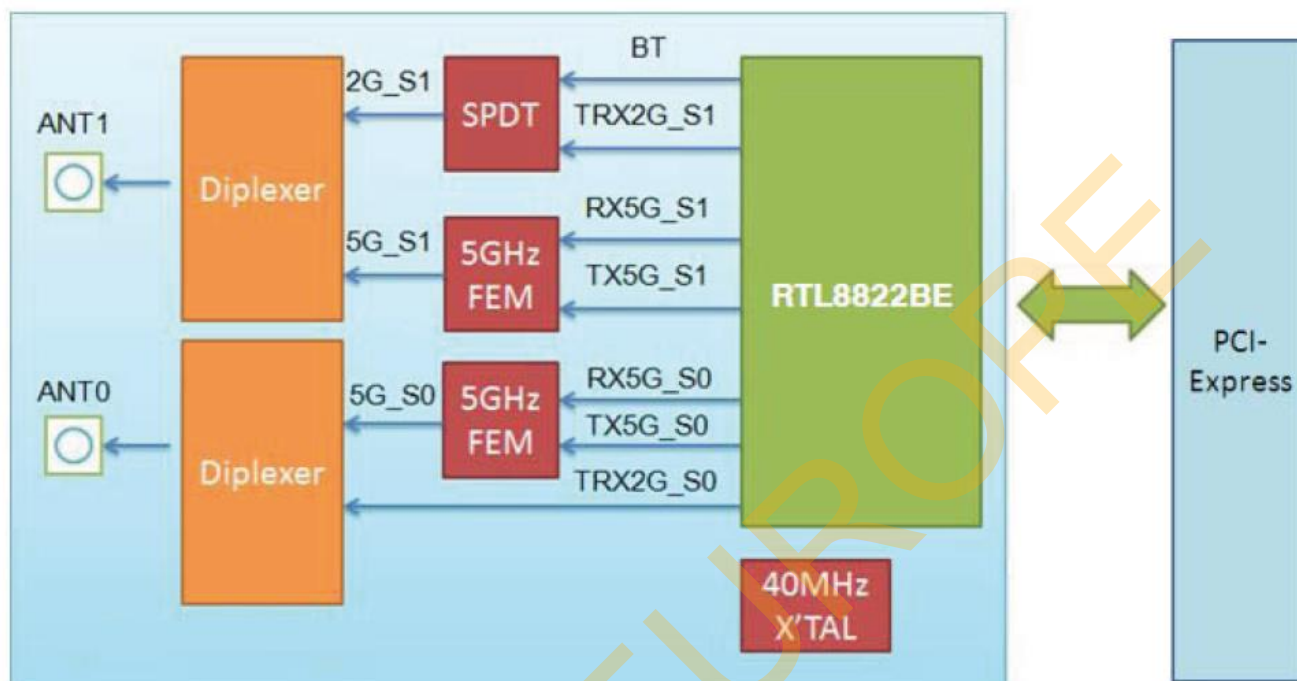 BT
2G_S1
SPDT
TRX2G_S1
ANT1
Diplexer
RX5G_S1
5G_S1
5GHz
FEM
TX5G_S1
RTL8822BE
PCI-
Express
ANT0
Diplexer
5G_S0
5GHz
FEM
RX5G_S0
TX5G_S0
TRX2G_S0
40MHz
X'TAL
EUROPE